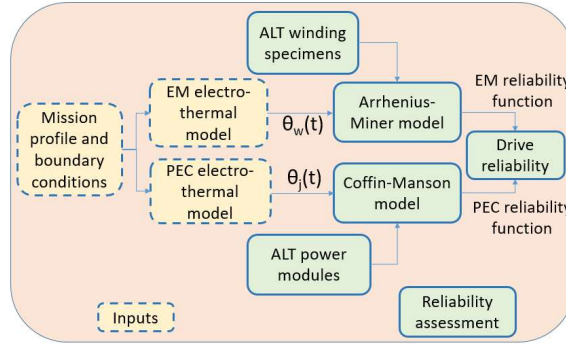 ALT winding
specimens
EM electro-
thermal
model
θw(t)
Arrhenius-
Miner model
EM reliability
function
Mission
profile and
boundary
conditions
Drive
reliability
PEC electro-
thermal
model
θj(t)
Coffin-Manson
model
PEC reliability
function
ALT power
modules
Inputs
Reliability
assessment